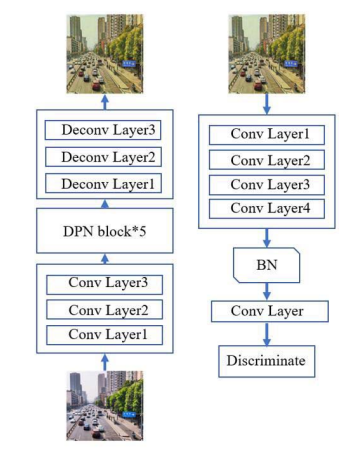 Deconv Layer3
Deconv Layer2
Deconv Layer1
DPN block*5
Conv Layer3
Conv Layer2
Conv Layer1
Conv Layer1
Conv Layer2
Conv Layer3
Conv Layer4
BN
Conv Layer
Discriminate